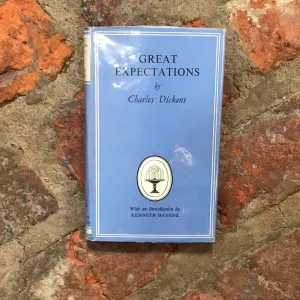 GREAT
EXPECTATIONS
by
Charles Dickens
With an Introduction by
KENNETH HAYENS